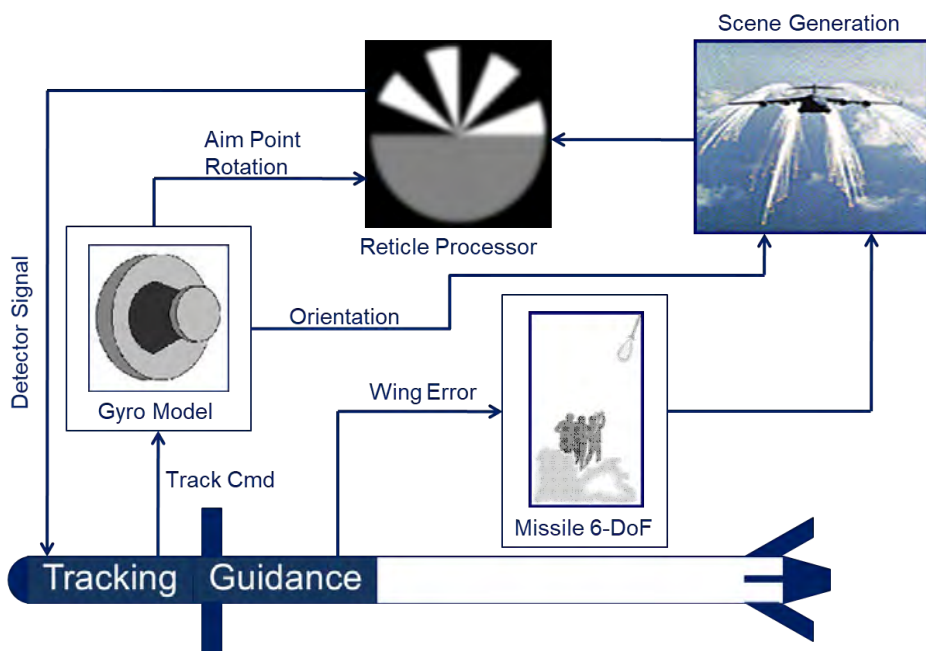 Scene Generation
Aim Point
Rotation
Reticle Processor
Detector Signal
Orientation
Wing Error
Gyro Model
Track Cmd
Missile 6-DoF
Tracking
Guidance